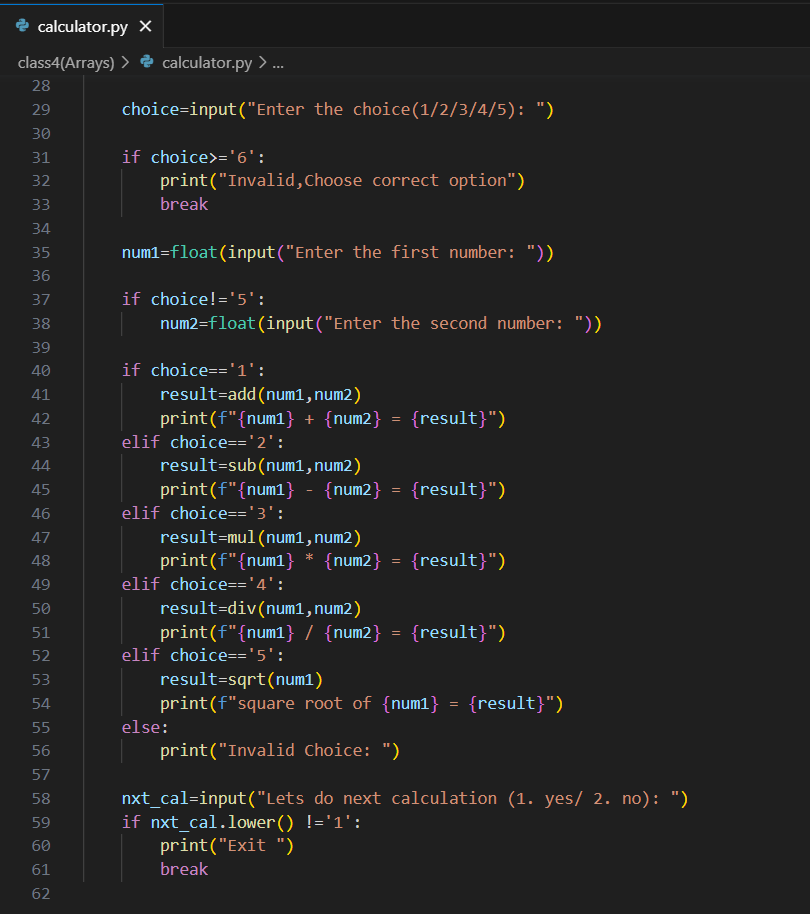 calculator.py ×
class4(Arrays) > calculator.py > ...
28
29 choice=input("Enter the choice(1/2/3/4/5): ")
30
31 if choice>='6':
32 print("Invalid,Choose correct option")
33 break
34
35 num1=float(input("Enter the first number: "))
36
37 if choice!='5':
38 num2=float(input("Enter the second number: "))
39
40 if choice=='1':
41 result=add(num1,num2)
42 print(f"{num1} + {num2} = {result}")
43 elif choice=='2':
44 result=sub(num1,num2)
45 print(f"{num1} - {num2} = {result}")
46 elif choice=='3':
47 result=mul(num1,num2)
48 print(f"{num1} * {num2} = {result}")
49 elif choice=='4':
50 result=div(num1,num2)
51 print(f"{num1} / {num2} = {result}")
52 elif choice=='5':
53 result=sqrt(num1)
54 print(f"square root of {num1} = {result}")
55 else:
56 print("Invalid Choice: ")
57
58 nxt_cal=input("Lets do next calculation (1. yes/ 2. no): ")
59 if nxt_cal.lower() !='1':
60 print("Exit ")
61 break
62